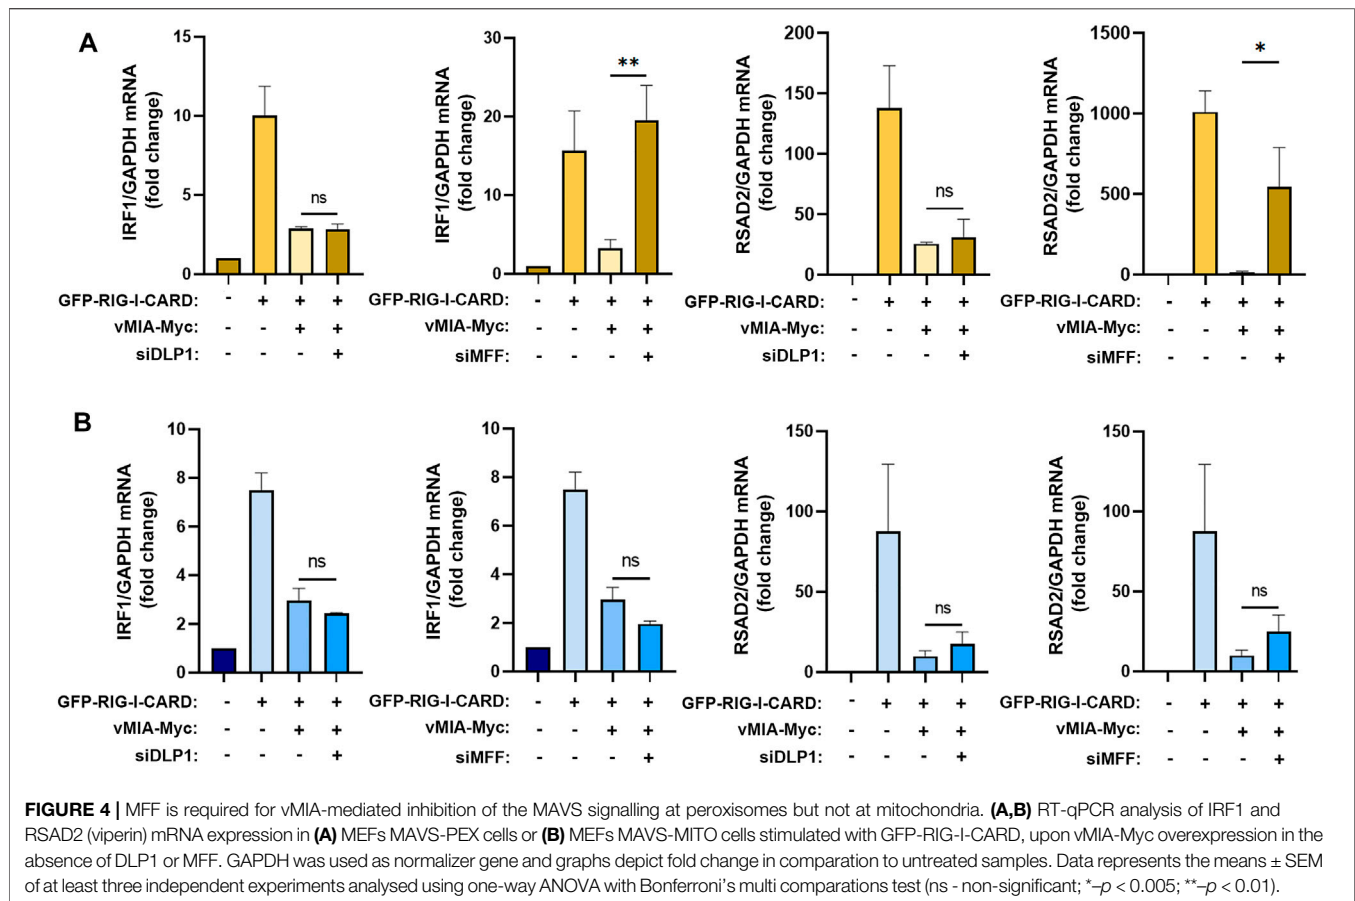 A
IRF1/GAPDH mRNA
(fold change)
15
10
5
0
ns
GFP-RIG-I-CARD: - + + +
vMIA-Myc: - - + +
siDLP1: - - - +
IRF1/GAPDH mRNA
(fold change)
30
20
10
0
**
GFP-RIG-I-CARD: - + + +
vMIA-Myc: - - + +
siMFF: - - - +
RSAD2/GAPDH mRNA
(fold change)
200
150
100
50
0
ns
GFP-RIG-I-CARD: - + + +
vMIA-Myc: - - + +
siDLP1: - - - +
RSAD2/GAPDH mRNA
(fold change)
1500
1000
500
0
*
GFP-RIG-I-CARD: - + + +
vMIA-Myc: - - + +
siMFF: - - - +
B
IRF1/GAPDH mRNA
(fold change)
10
8
6
4
2
0
ns
GFP-RIG-I-CARD: - + + +
vMIA-Myc: - - + +
siDLP1: - - - +
IRF1/GAPDH mRNA
(fold change)
10
8
6
4
2
0
ns
GFP-RIG-I-CARD: - + + +
vMIA-Myc: - - + +
siMFF: - - - +
RSAD2/GAPDH mRNA
(fold change)
150
100
50
0
ns
GFP-RIG-I-CARD: - + + +
vMIA-Myc: - - + +
siDLP1: - - - +
RSAD2/GAPDH mRNA
(fold change)
150
100
50
0
ns
GFP-RIG-I-CARD: - + + +
vMIA-Myc: - - + +
siMFF: - - - +
FIGURE 4 | MFF is required for vMIA-mediated inhibition of the MAVS signalling at peroxisomes but not at mitochondria. (A,B) RT-qPCR analysis of IRF1 and
RSAD2 (viperin) mRNA expression in (A) MEFs MAVS-PEX cells or (B) MEFs MAVS-MITO cells stimulated with GFP-RIG-I-CARD, upon vMIA-Myc overexpression in the
absence of DLP1 or MFF. GAPDH was used as normalizer gene and graphs depict fold change in comparation to untreated samples. Data represents the means ± SEM
of at least three independent experiments analysed using one-way ANOVA with Bonferroni's multi comparations test (ns - non-significant; *–p < 0.005; **–p < 0.01).